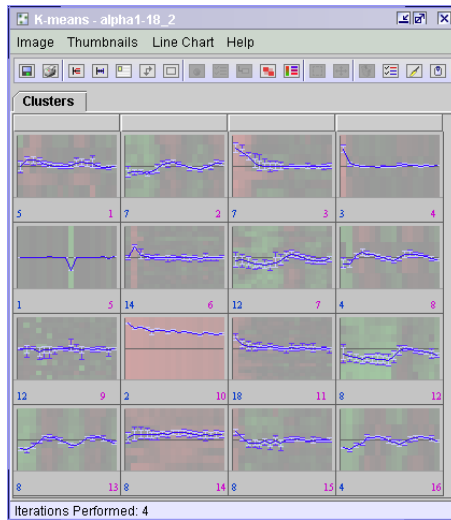 K-means - alpha1-18_2
Image Thumbnails Line Chart Help
Clusters
5 1 7 2 7 3 3 4
1 5 14 6 12 7 4 8
12 9 2 10 18 11 8 12
8 13 8 14 8 15 4 16
Iterations Performed: 4